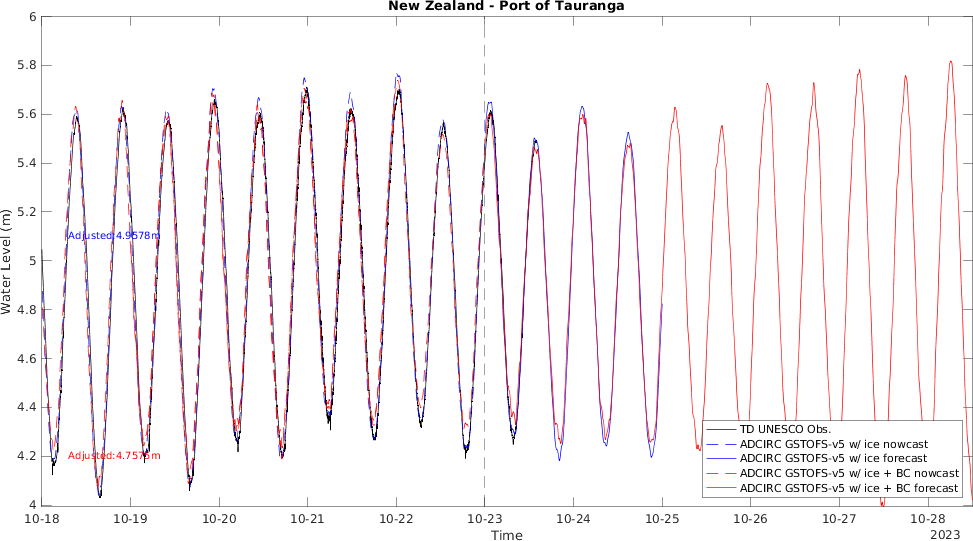 New Zealand - Port of Tauranga
6
5.8
5.6
5.4
5.2
5
4.8
4.6
4.4
4.2
4
Water Level (m)
Adjusted:4.9578m
Adjusted:4.7575m
TD UNESCO Obs.
ADCIRC GSTOFS-v5 w/ ice nowcast
ADCIRC GSTOFS-v5 w/ ice forecast
ADCIRC GSTOFS-v5 w/ ice + BC nowcast
ADCIRC GSTOFS-v5 w/ ice + BC forecast
10-18 10-19 10-20 10-21 10-22 10-23 10-24 10-25 10-26 10-27 10-28
2023
Time